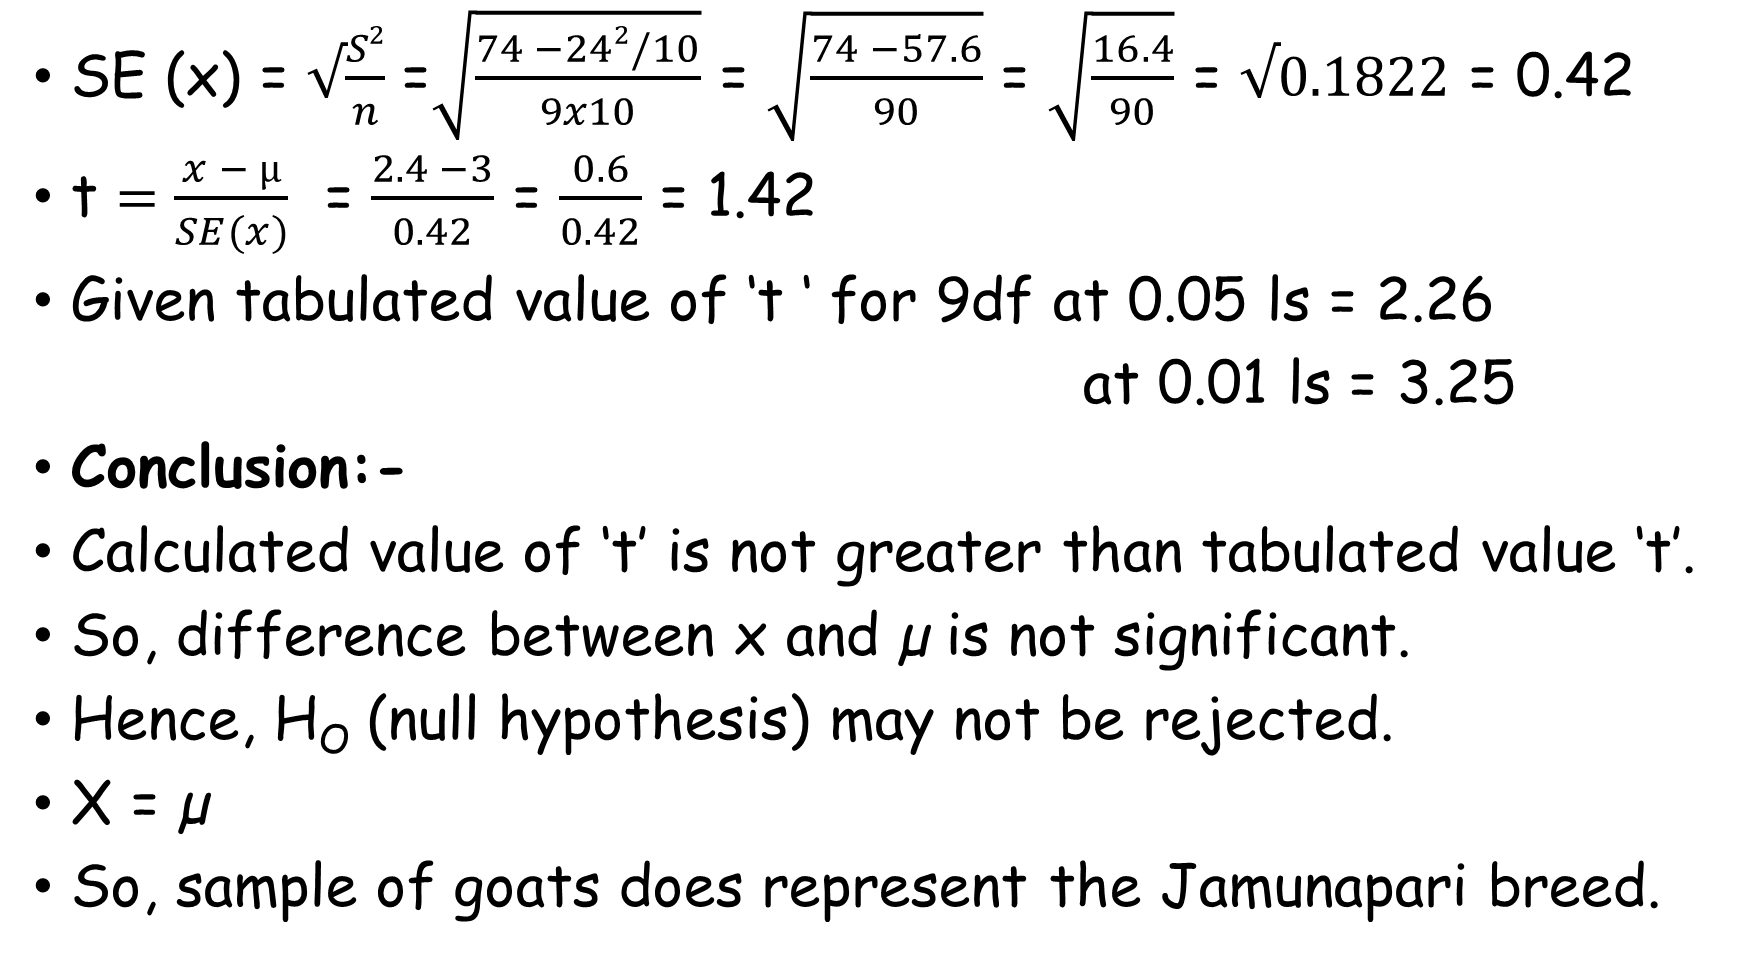 • SE (x) = √S²/n = √(74 −24²/10)/(9x10) = √(74 −57.6)/90 = √16.4/90 = √0.1822 = 0.42
• t = (x − µ)/SE(x) = (2.4 −3)/0.42 = 0.6/0.42 = 1.42
• Given tabulated value of 't ' for 9df at 0.05 ls = 2.26
at 0.01 ls = 3.25
• Conclusion:-
• Calculated value of 't' is not greater than tabulated value 't'.
• So, difference between x and µ is not significant.
• Hence, H₀ (null hypothesis) may not be rejected.
• X = µ
• So, sample of goats does represent the Jamunapari breed.